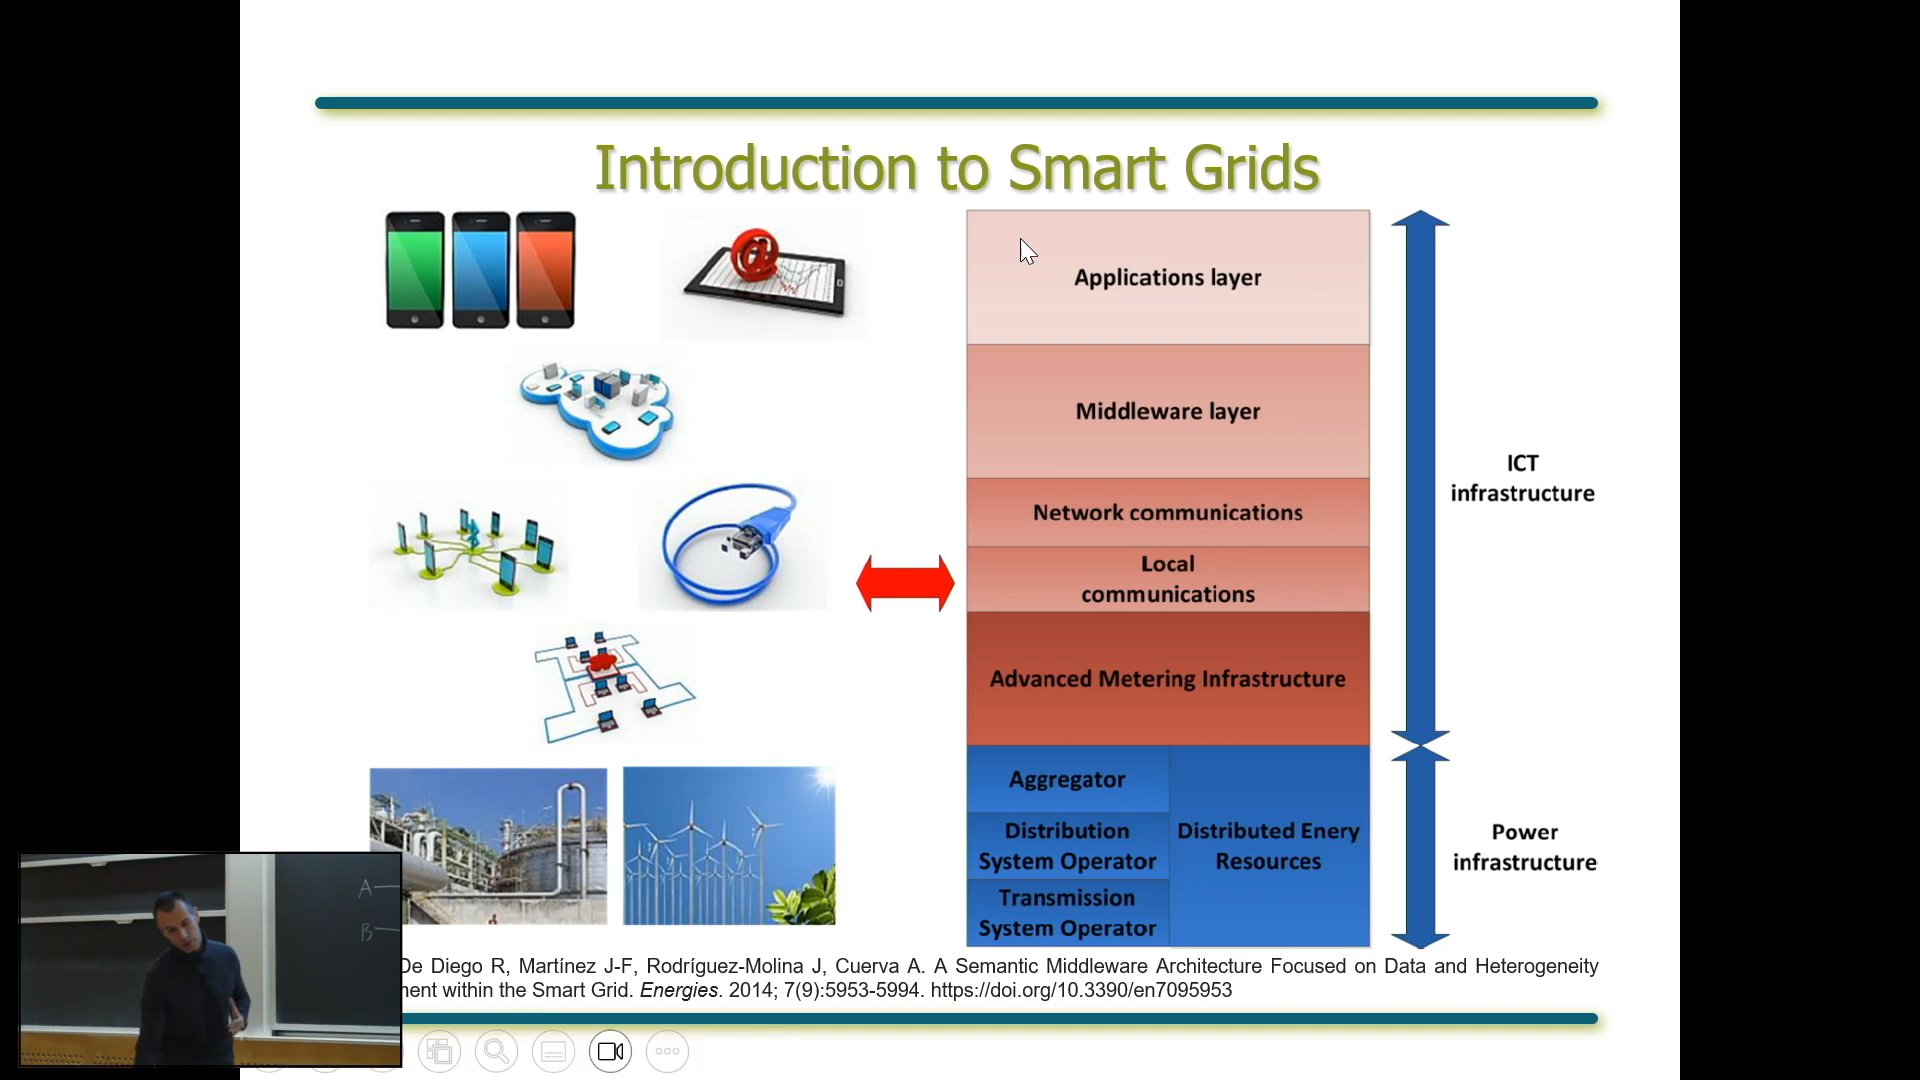 Introduction to Smart Grids
Applications layer
Middleware layer
Network communications
Local
communications
Advanced Metering Infrastructure
ICT
infrastructure
Aggregator
Distribution
System Operator
Transmission
System Operator
Distributed Enery
Resources
Power
infrastructure
A
B
De Diego R, Martínez J-F, Rodríguez-Molina J, Cuerva A. A Semantic Middleware Architecture Focused on Data and Heterogeneity
within the Smart Grid. Energies. 2014; 7(9):5953-5994. https://doi.org/10.3390/en7095953